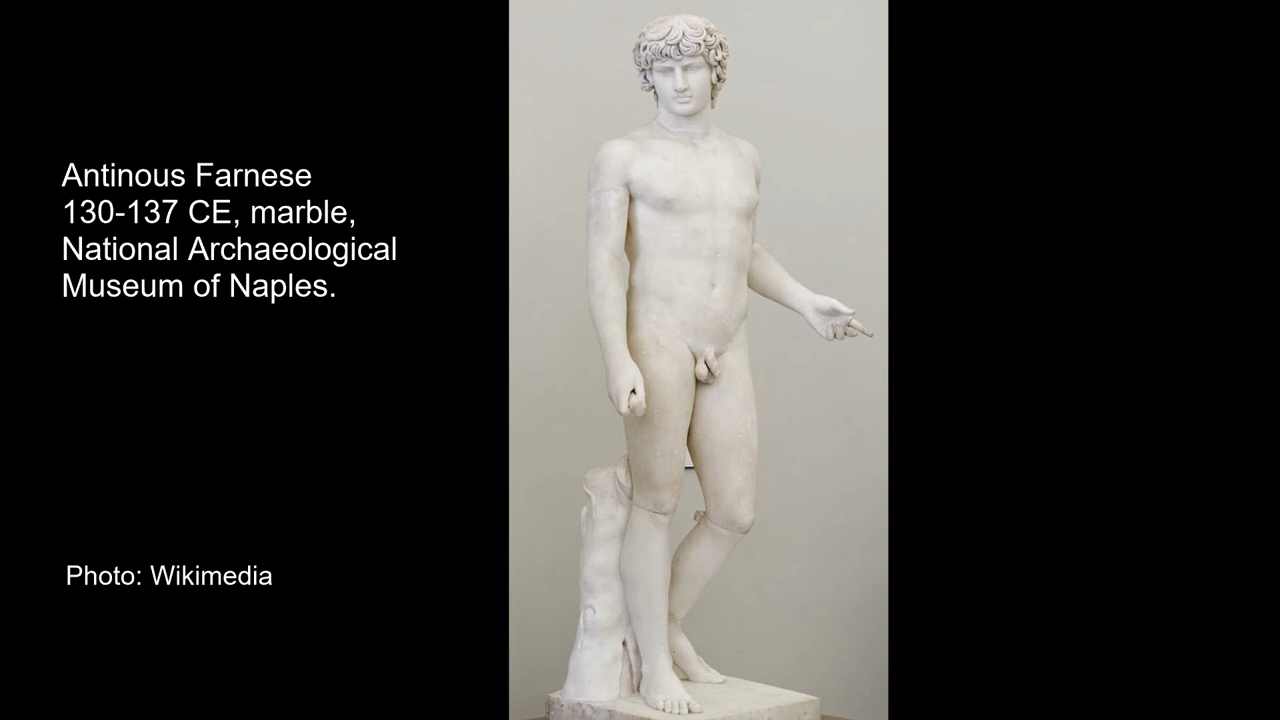 Antinous Farnese
130-137 CE, marble,
National Archaeological
Museum of Naples.
Photo: Wikimedia